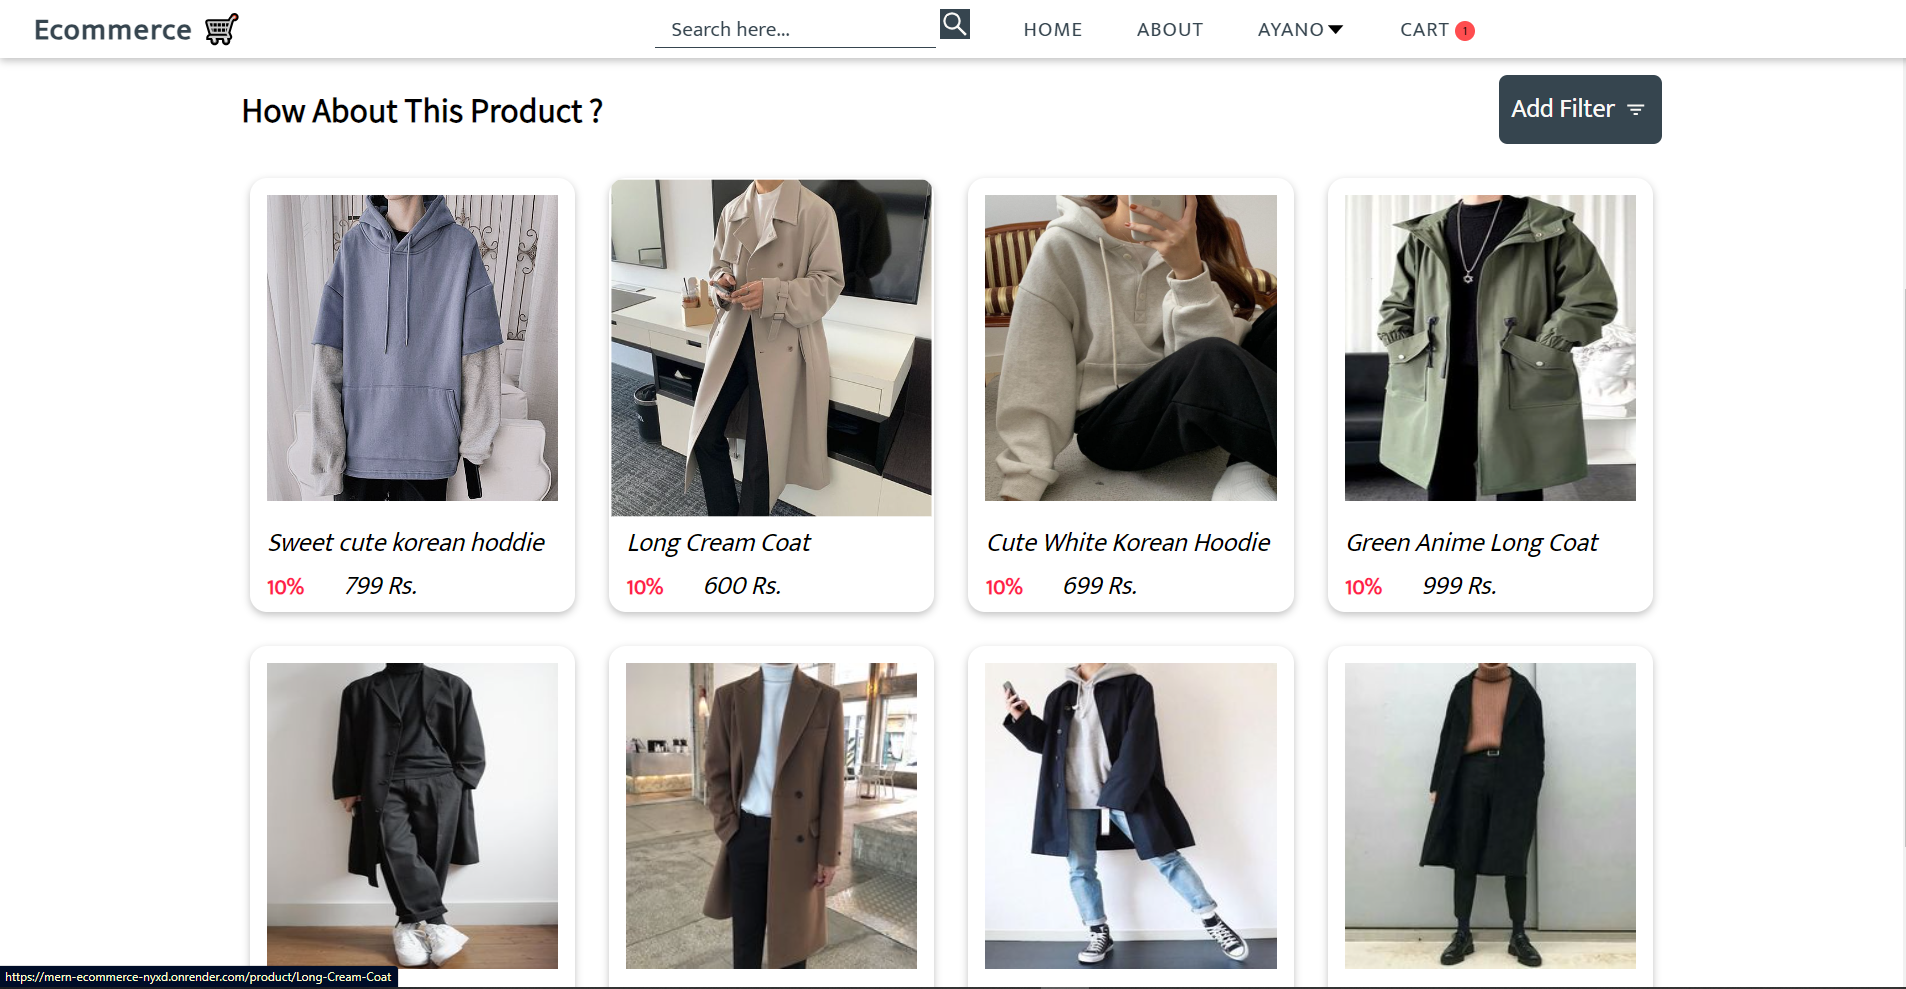 Ecommerce
Search here...
HOME
ABOUT
AYANO
CART 1
How About This Product ?
Add Filter
Sweet cute korean hoddie
10% 799 Rs.
Long Cream Coat
10% 600 Rs.
Cute White Korean Hoodie
10% 699 Rs.
Green Anime Long Coat
10% 999 Rs.
https://mern-ecommerce-nyxd.onrender.com/product/Long-Cream-Coat